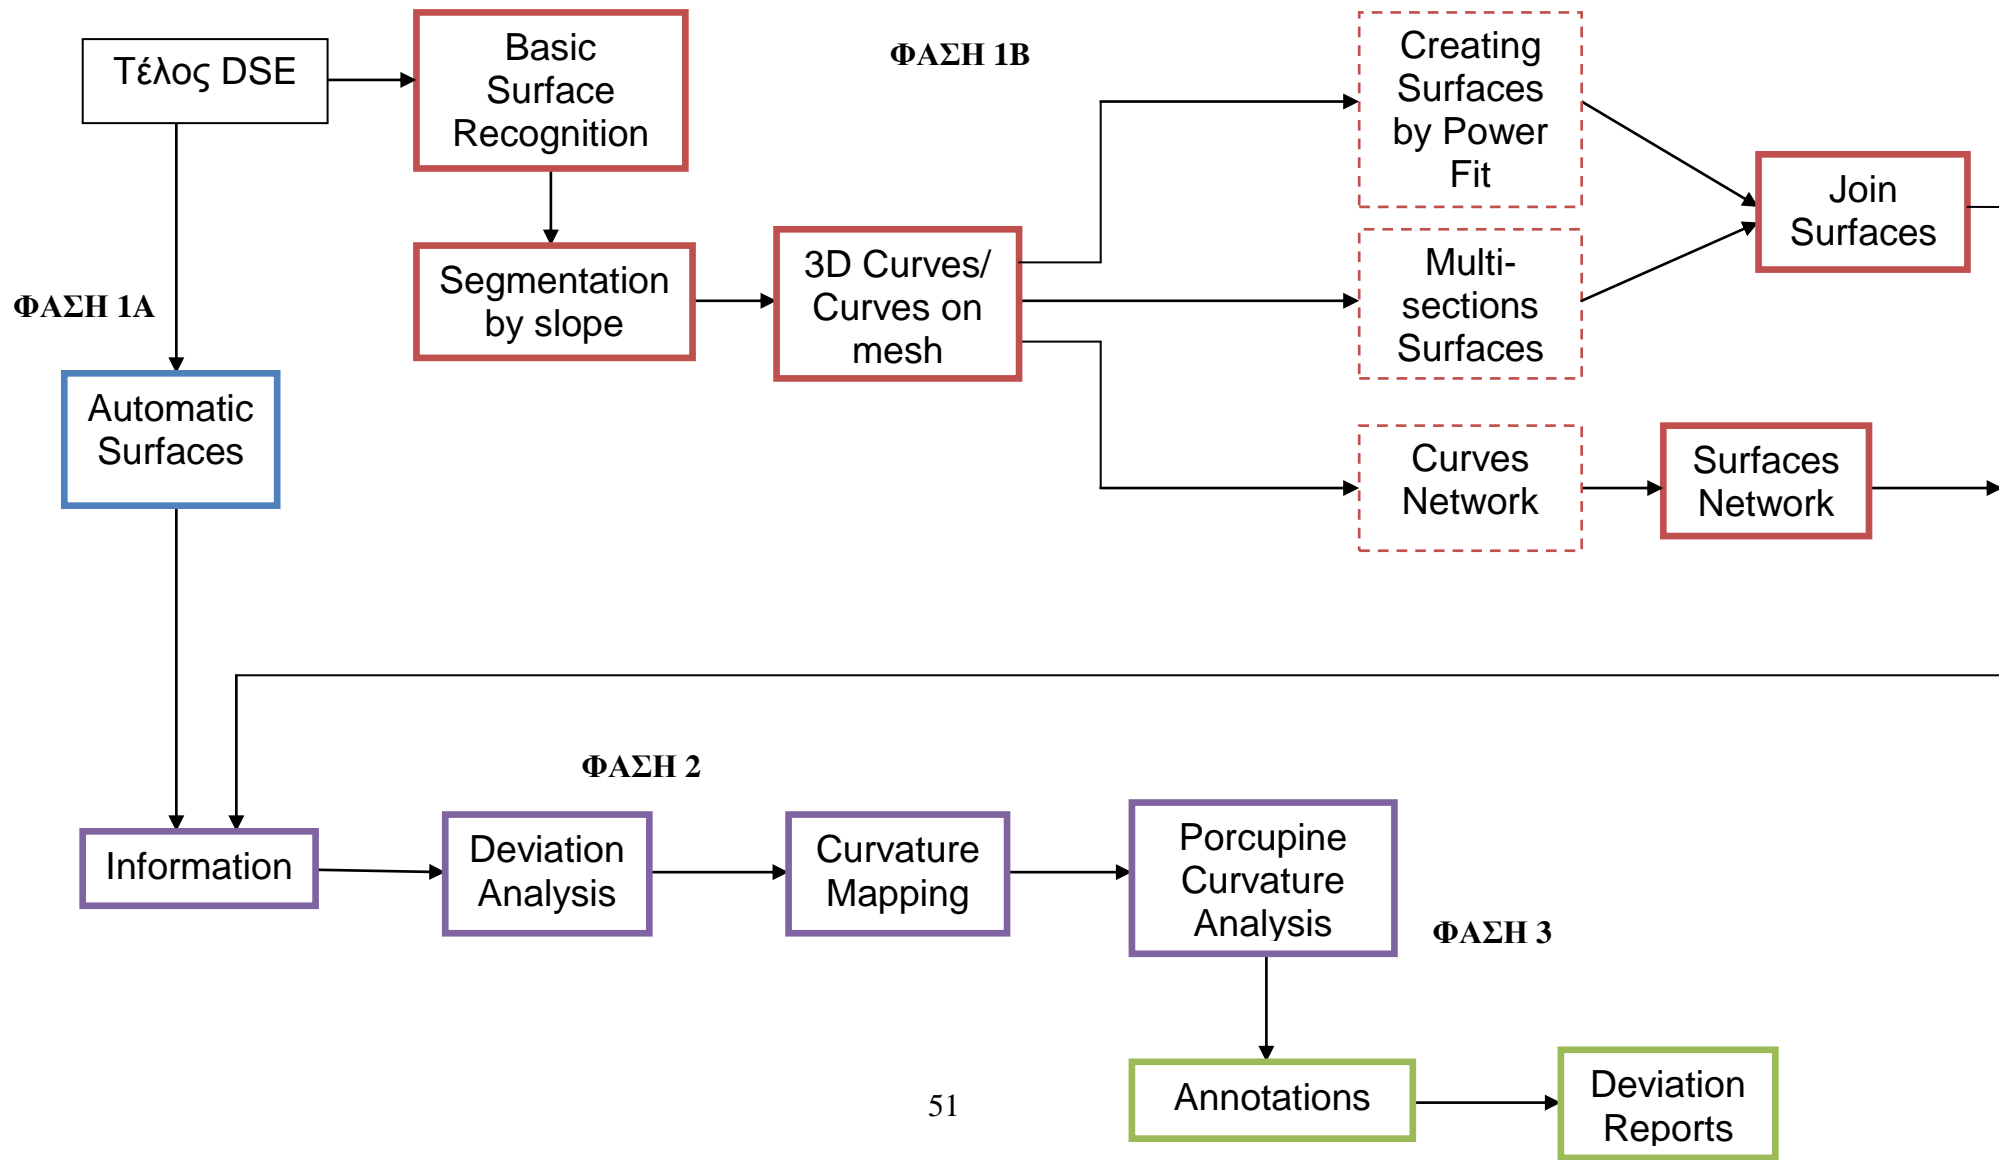 Τέλος DSE
Basic
Surface
Recognition
ΦΑΣΗ 1Β
Creating
Surfaces
by Power
Fit
Join
Surfaces
Segmentation
by slope
3D Curves/
Curves on
mesh
Multi-
sections
Surfaces
ΦΑΣΗ 1Α
Automatic
Surfaces
Curves
Network
Surfaces
Network
ΦΑΣΗ 2
Information
Deviation
Analysis
Curvature
Mapping
Porcupine
Curvature
Analysis
ΦΑΣΗ 3
Annotations
Deviation
Reports
51